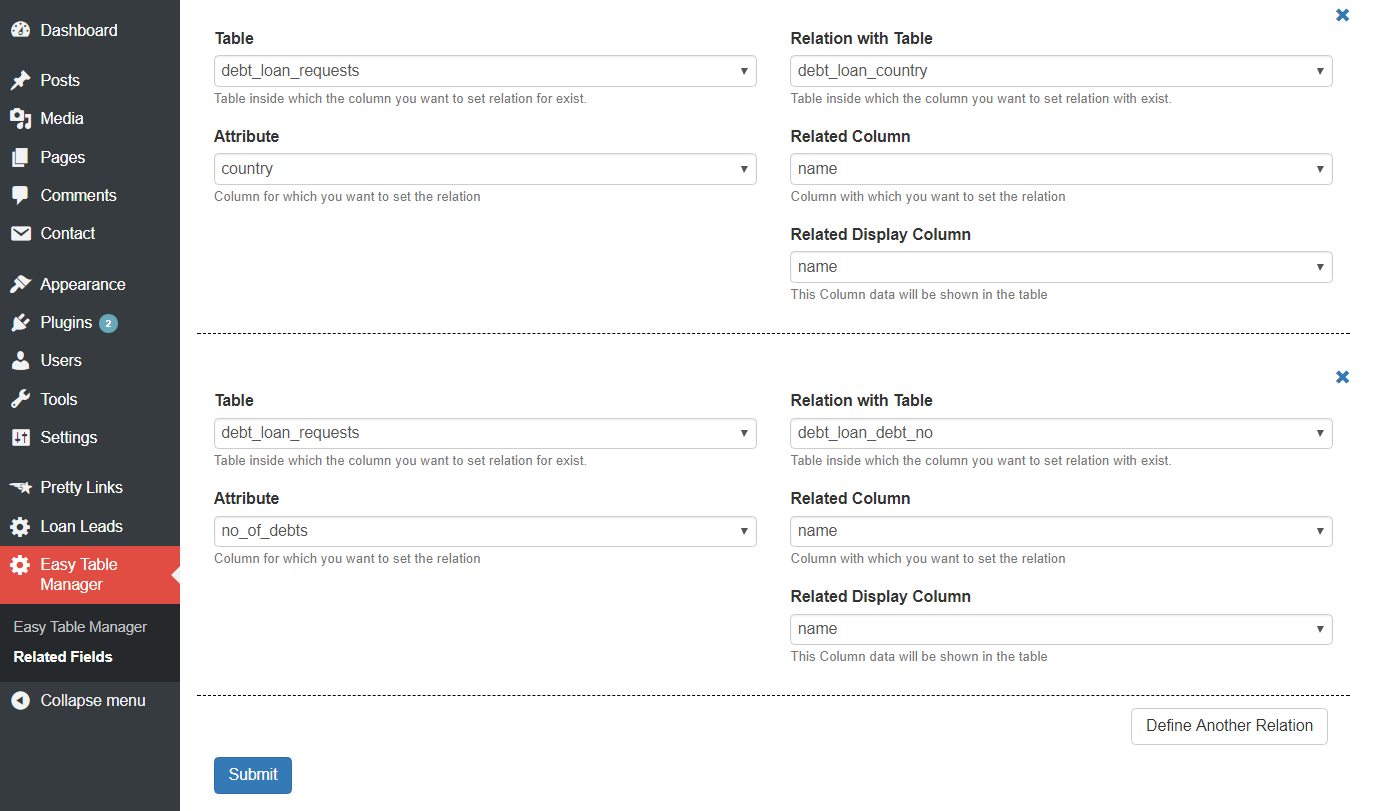 Dashboard
Posts
Media
Pages
Comments
Contact
Appearance
Plugins 2
Users
Tools
Settings
Pretty Links
Loan Leads
Easy Table
Manager
Easy Table Manager
Related Fields
Collapse menu
Table
debt_loan_requests
Table inside which the column you want to set relation for exist.
Attribute
country
Column for which you want to set the relation
Relation with Table
debt_loan_country
Table inside which the column you want to set relation with exist.
Related Column
name
Column with which you want to set the relation
Related Display Column
name
This Column data will be shown in the table
Table
debt_loan_requests
Table inside which the column you want to set relation for exist.
Attribute
no_of_debts
Column for which you want to set the relation
Relation with Table
debt_loan_debt_no
Table inside which the column you want to set relation with exist.
Related Column
name
Column with which you want to set the relation
Related Display Column
name
This Column data will be shown in the table
Define Another Relation
Submit